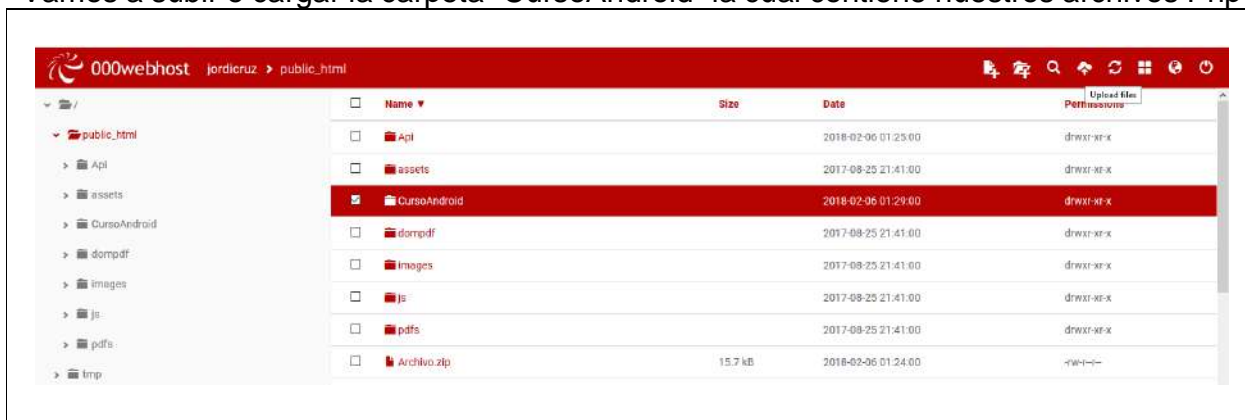 Vamos a subir o cargar la carpeta "CursoAndroid" la cual contiene nuestros archivos Php
000webhost jordicruz > public_html
Upload files
/
Name ▼ Size Date Permissions
public_html
Api 2018-02-06 01:25:00 drwxr-xr-x
Api
assets 2017-08-25 21:41:00 drwxr-xr-x
assets
CursoAndroid 2018-02-06 01:29:00 drwxr-xr-x
CursoAndroid
dompdf 2017-08-25 21:41:00 drwxr-xr-x
dompdf
images 2017-08-25 21:41:00 drwxr-xr-x
images
js 2017-08-25 21:41:00 drwxr-xr-x
js
pdfs 2017-08-25 21:41:00 drwxr-xr-x
pdfs
Archivo.zip 15.7 kB 2018-02-06 01:24:00 -rw-r--r--
tmp